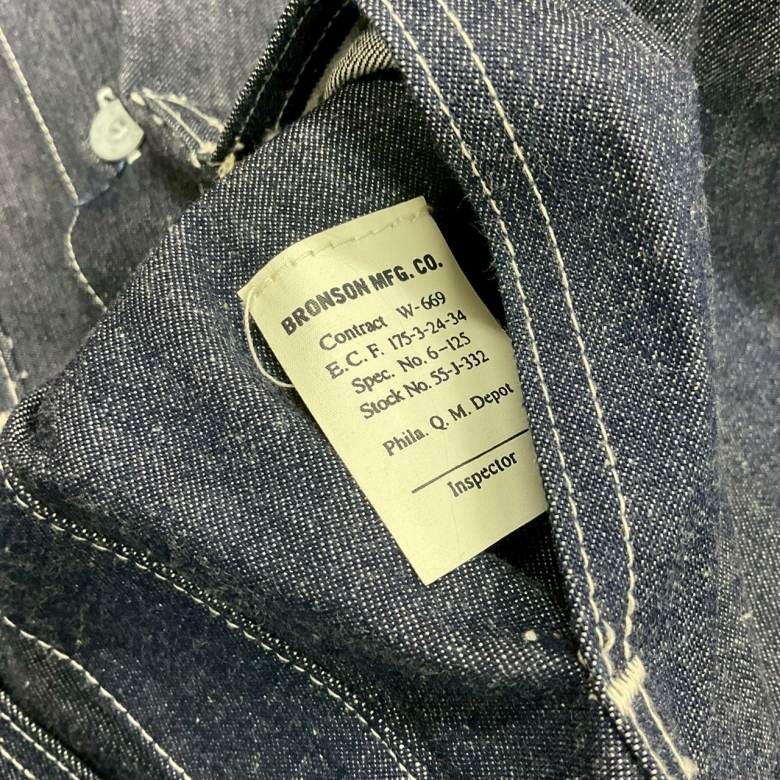 BRONSON MFG. CO.
Contract W-669
E.C.F. 175-3-24-34
Spec. No. 6-125
Stock No. 55-J-332
Phila. Q. M. Depot
Inspector